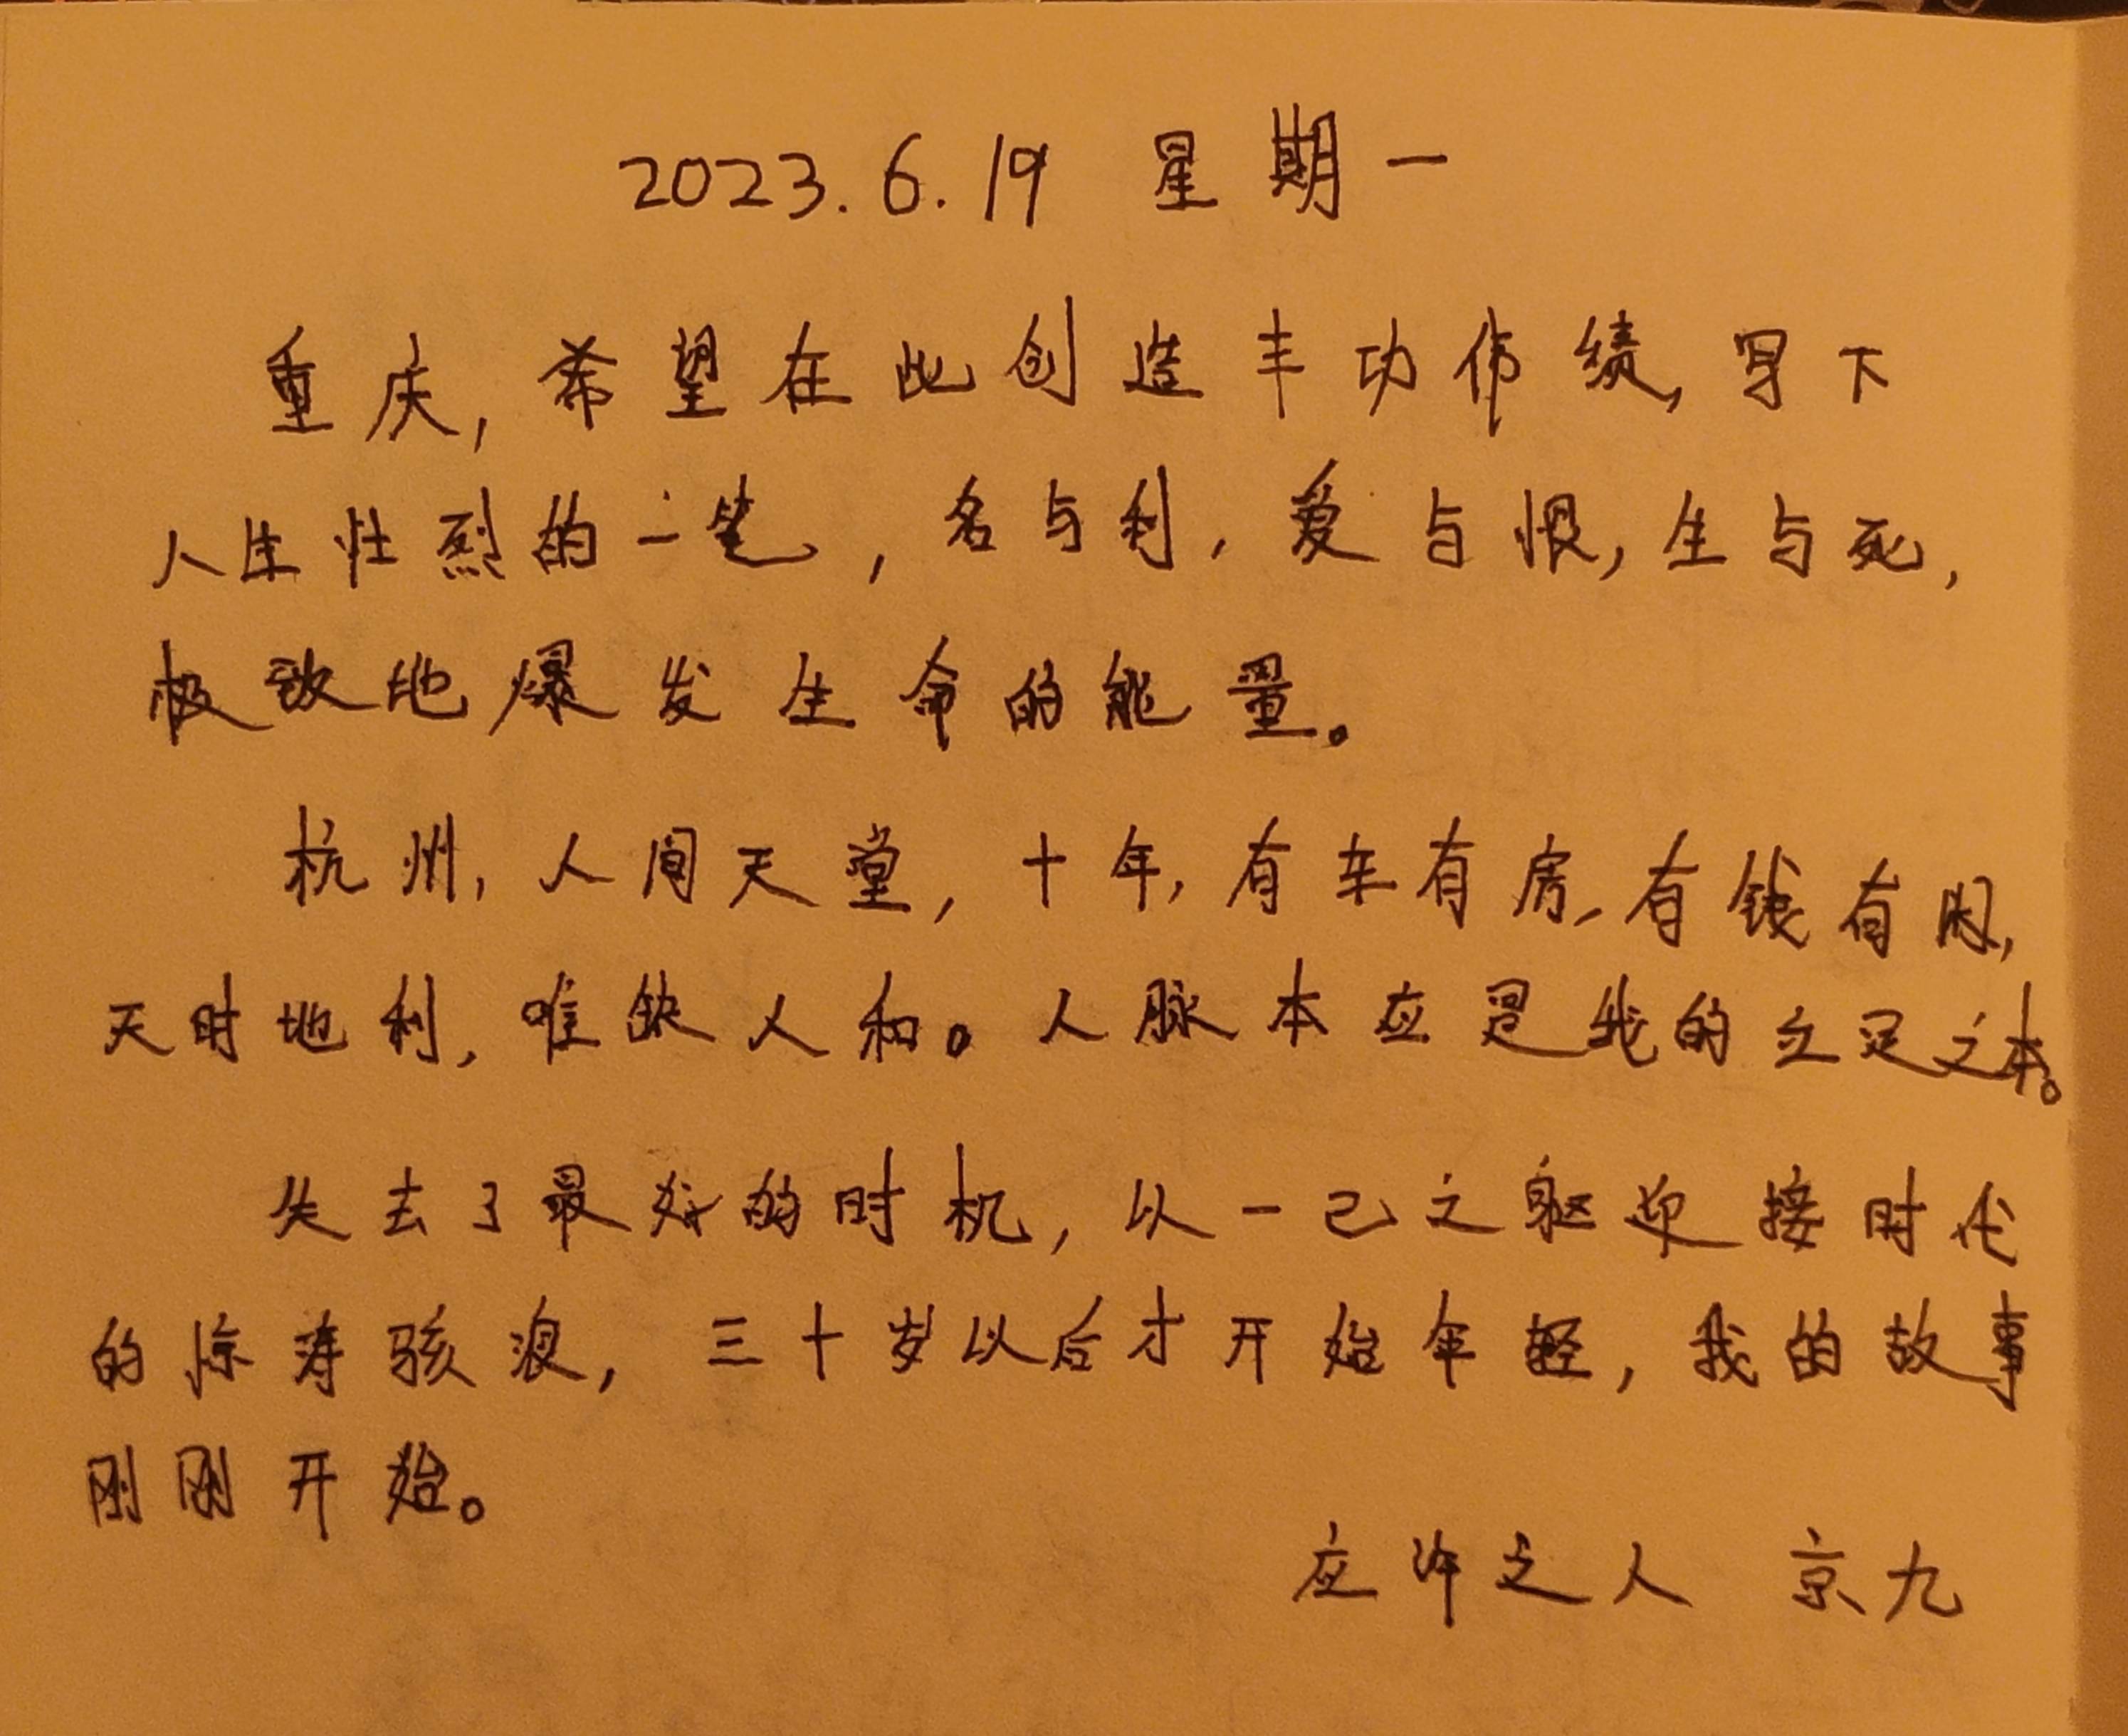 2023.6.19 星期一
重庆,希望在此创造丰功伟绩,写下
人生壮烈的一笔,名与利,爱与恨,生与死,
极致地爆发生命的能量。
杭州,人间天堂,十年,有车有房,有钱有闲,
天时地利,唯缺人和。人脉本应是我的立足之本。
失去了最好的时机,以一己之躯迎接时代
的惊涛骇浪,三十岁以后才开始年轻,我的故事
刚刚开始。
应许之人 京九